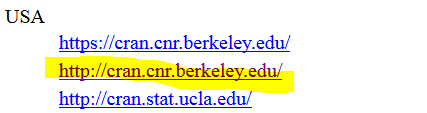 USA
https://cran.cnr.berkeley.edu/
http://cran.cnr.berkeley.edu/
http://cran.stat.ucla.edu/